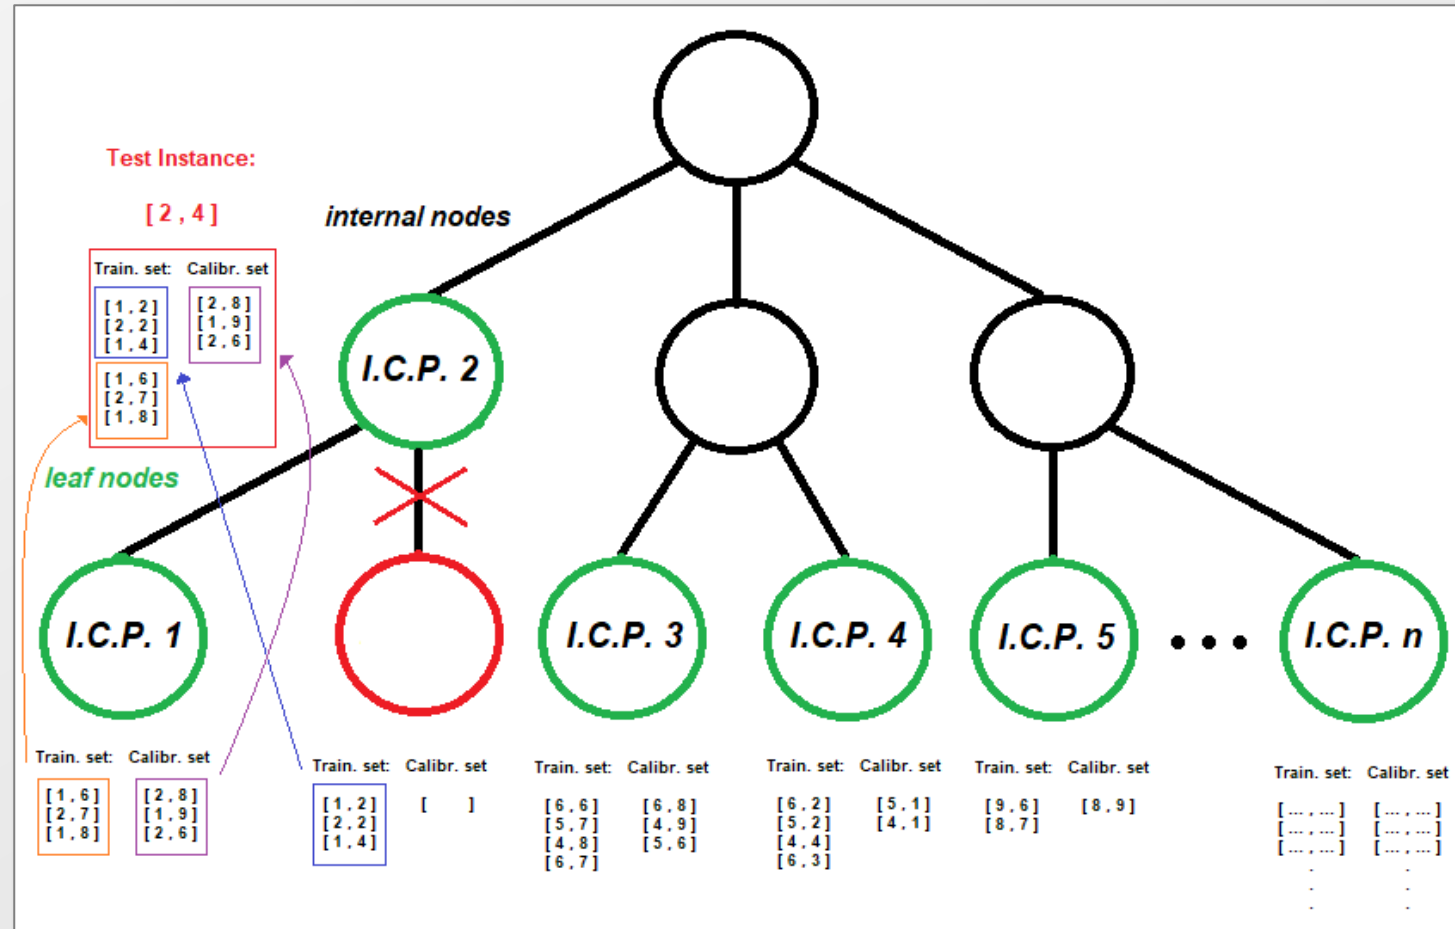 Test Instance:
[ 2 , 4 ]
internal nodes
Train. set: Calibr. set
[ 1 , 2 ] [ 2 , 8 ]
[ 2 , 2 ] [ 1 , 9 ]
[ 1 , 4 ] [ 2 , 6 ]
[ 1 , 6 ]
[ 2 , 7 ]
[ 1 , 8 ]
I.C.P. 2
leaf nodes
I.C.P. 1
I.C.P. 3
I.C.P. 4
I.C.P. 5
• • •
I.C.P. n
Train. set: Calibr. set
[ 1 , 6 ] [ 2 , 8 ]
[ 2 , 7 ] [ 1 , 9 ]
[ 1 , 8 ] [ 2 , 6 ]
Train. set: Calibr. set
[ 1 , 2 ] [ ]
[ 2 , 2 ]
[ 1 , 4 ]
Train. set: Calibr. set
[ 6 , 6 ] [ 6 , 8 ]
[ 5 , 7 ] [ 4 , 9 ]
[ 4 , 8 ] [ 5 , 6 ]
[ 6 , 7 ]
Train. set: Calibr. set
[ 6 , 2 ] [ 5 , 1 ]
[ 5 , 2 ] [ 4 , 1 ]
[ 4 , 4 ]
[ 6 , 3 ]
Train. set: Calibr. set
[ 9 , 6 ] [ 8 , 9 ]
[ 8 , 7 ]
Train. set: Calibr. set
[ ... , ... ] [ ... , ... ]
[ ... , ... ] [ ... , ... ]
[ ... , ... ] [ ... , ... ]
. .
. .
. .